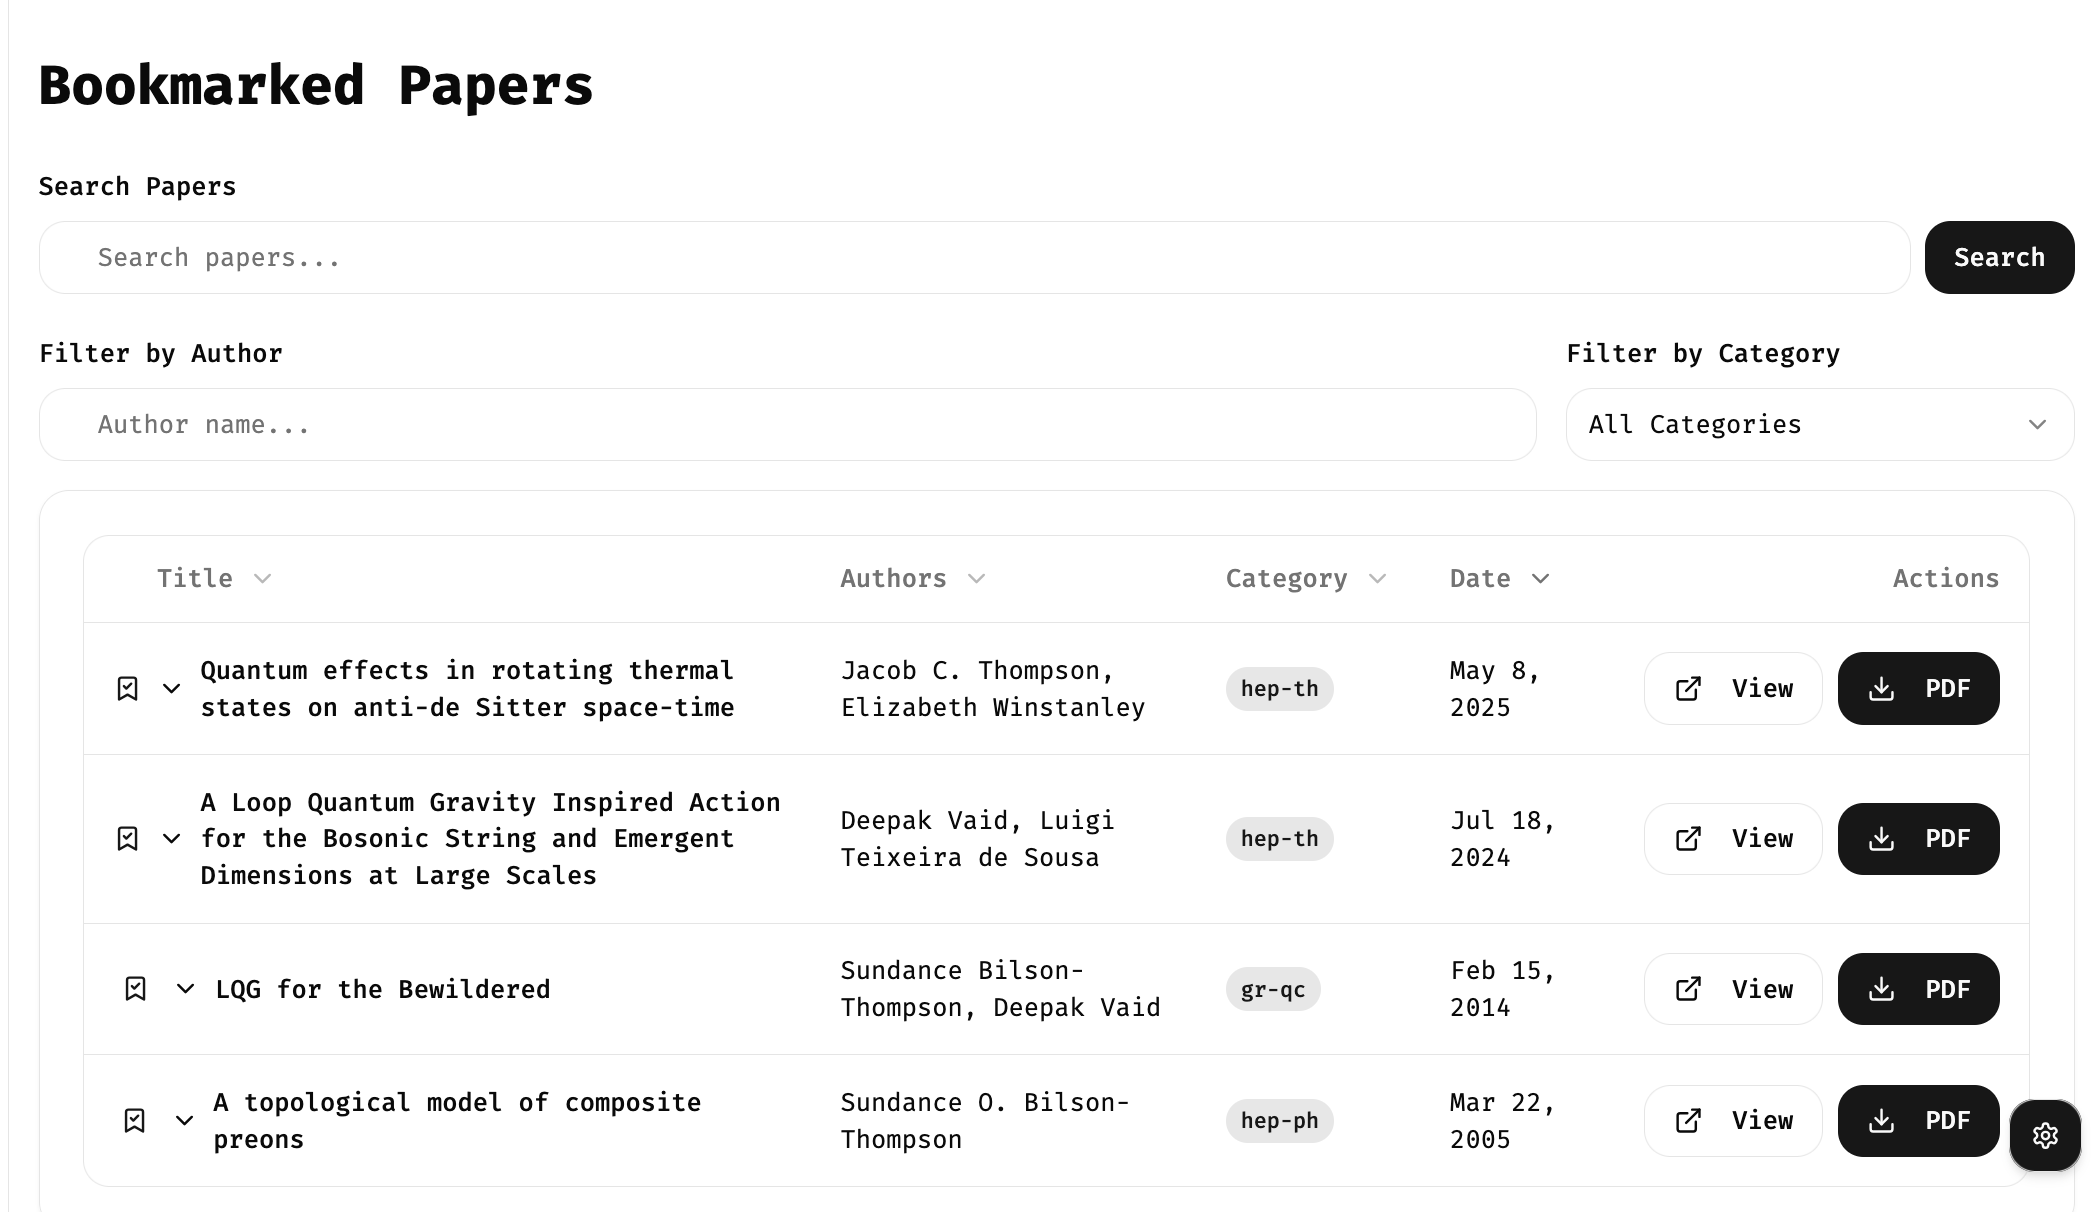 Bookmarked Papers
Search Papers
Search papers...
Search
Filter by Author
Filter by Category
Author name...
All Categories
Title
Authors
Category
Date
Actions
Quantum effects in rotating thermal
states on anti-de Sitter space-time
Jacob C. Thompson,
Elizabeth Winstanley
hep-th
May 8,
2025
View
PDF
A Loop Quantum Gravity Inspired Action
for the Bosonic String and Emergent
Dimensions at Large Scales
Deepak Vaid, Luigi
Teixeira de Sousa
hep-th
Jul 18,
2024
View
PDF
LQG for the Bewildered
Sundance Bilson-
Thompson, Deepak Vaid
gr-qc
Feb 15,
2014
View
PDF
A topological model of composite
preons
Sundance O. Bilson-
Thompson
hep-ph
Mar 22,
2005
View
PDF